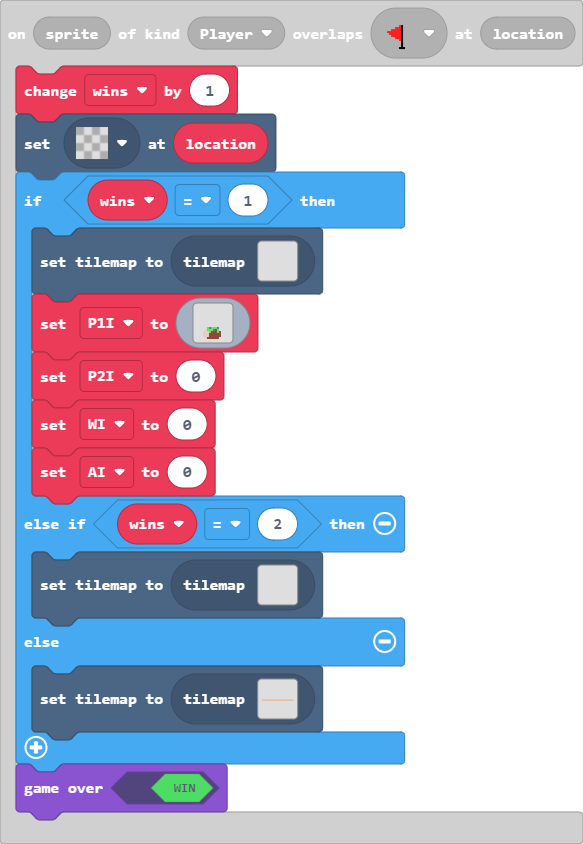 on sprite of kind Player overlaps at location
change wins by 1
set at location
if wins = 1 then
set tilemap to tilemap
set P1I to
set P2I to 0
set WI to 0
set AI to 0
else if wins = 2 then
set tilemap to tilemap
else
set tilemap to tilemap
game over WIN